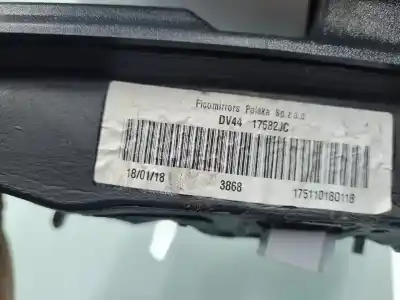 Ficomirrors Polska Sp.z.o.o
DV44 17682JC
18/01/18 3868 175110180118